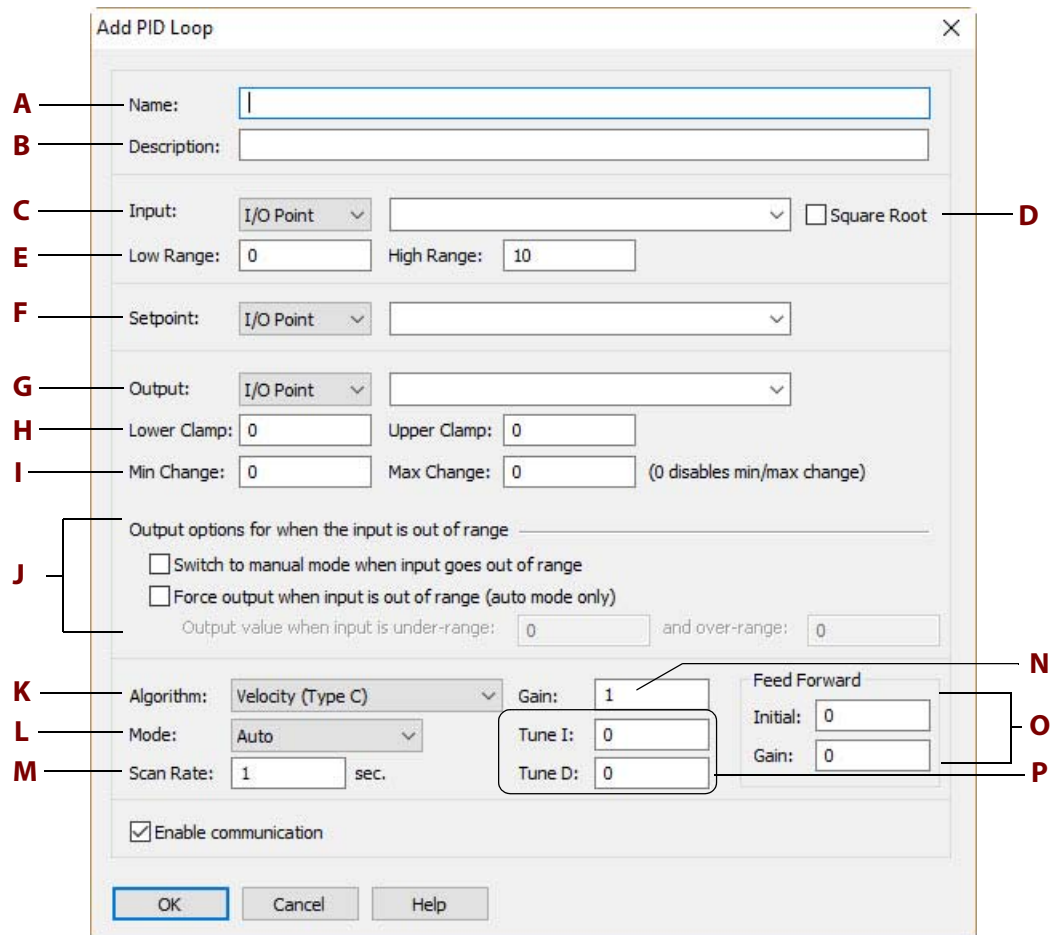 Add PID Loop
A Name:
B Description:
C Input: I/O Point Square Root D
E Low Range: 0 High Range: 10
F Setpoint: I/O Point
G Output: I/O Point
H Lower Clamp: 0 Upper Clamp: 0
I Min Change: 0 Max Change: 0 (0 disables min/max change)
J
Output options for when the input is out of range
Switch to manual mode when input goes out of range
Force output when input is out of range (auto mode only)
Output value when input is under-range: 0 and over-range: 0
K Algorithm: Velocity (Type C) Gain: 1 N
Feed Forward
Initial: 0
Gain: 0
O
L Mode: Auto Tune I: 0
M Scan Rate: 1 sec. Tune D: 0 P
Enable communication
OK Cancel Help